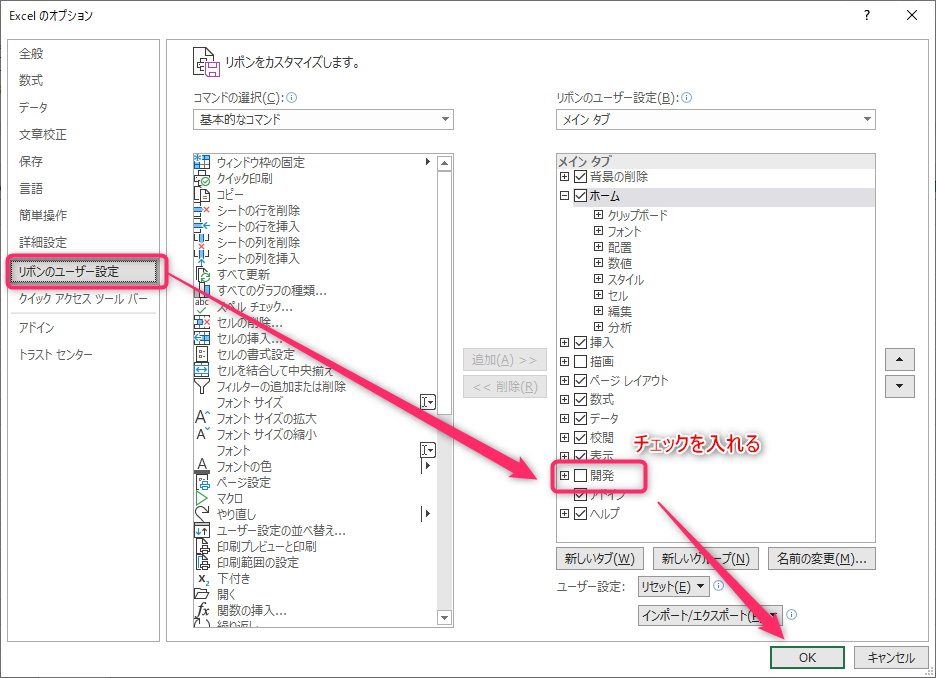 Excel のオプション
?
全般
数式
データ
文章校正
保存
言語
簡単操作
詳細設定
リボンのユーザー設定
クイック アクセス ツール バー
アドイン
トラスト センター
リボンをカスタマイズします。
コマンドの選択(C):
基本的なコマンド
ウィンドウ枠の固定
クイック印刷
コピー
シートの行を削除
シートの行を挿入
シートの列を削除
シートの列を挿入
すべて更新
すべてのグラフの種類...
スペル チェック...
セルの削除...
セルの挿入...
セルの書式設定
セルを結合して中央揃え
フィルターの追加または削除
フォント サイズ
フォント サイズの拡大
フォント サイズの縮小
フォント
フォントの色
ページ設定
マクロ
やり直し
ユーザー設定の並べ替え...
印刷プレビューと印刷
印刷範囲の設定
下付き
開く
関数の挿入...
繰り返し
追加(A) >>
<< 削除(R)
リボンのユーザー設定(B):
メイン タブ
メイン タブ
背景の削除
ホーム
クリップボード
フォント
配置
数値
スタイル
セル
編集
分析
挿入
描画
ページ レイアウト
数式
データ
校閲
表示
開発
アドイン
ヘルプ
チェックを入れる
新しいタブ(W)
新しいグループ(N)
名前の変更(M)...
ユーザー設定:
リセット(E)
インポート/エクスポート
OK
キャンセル